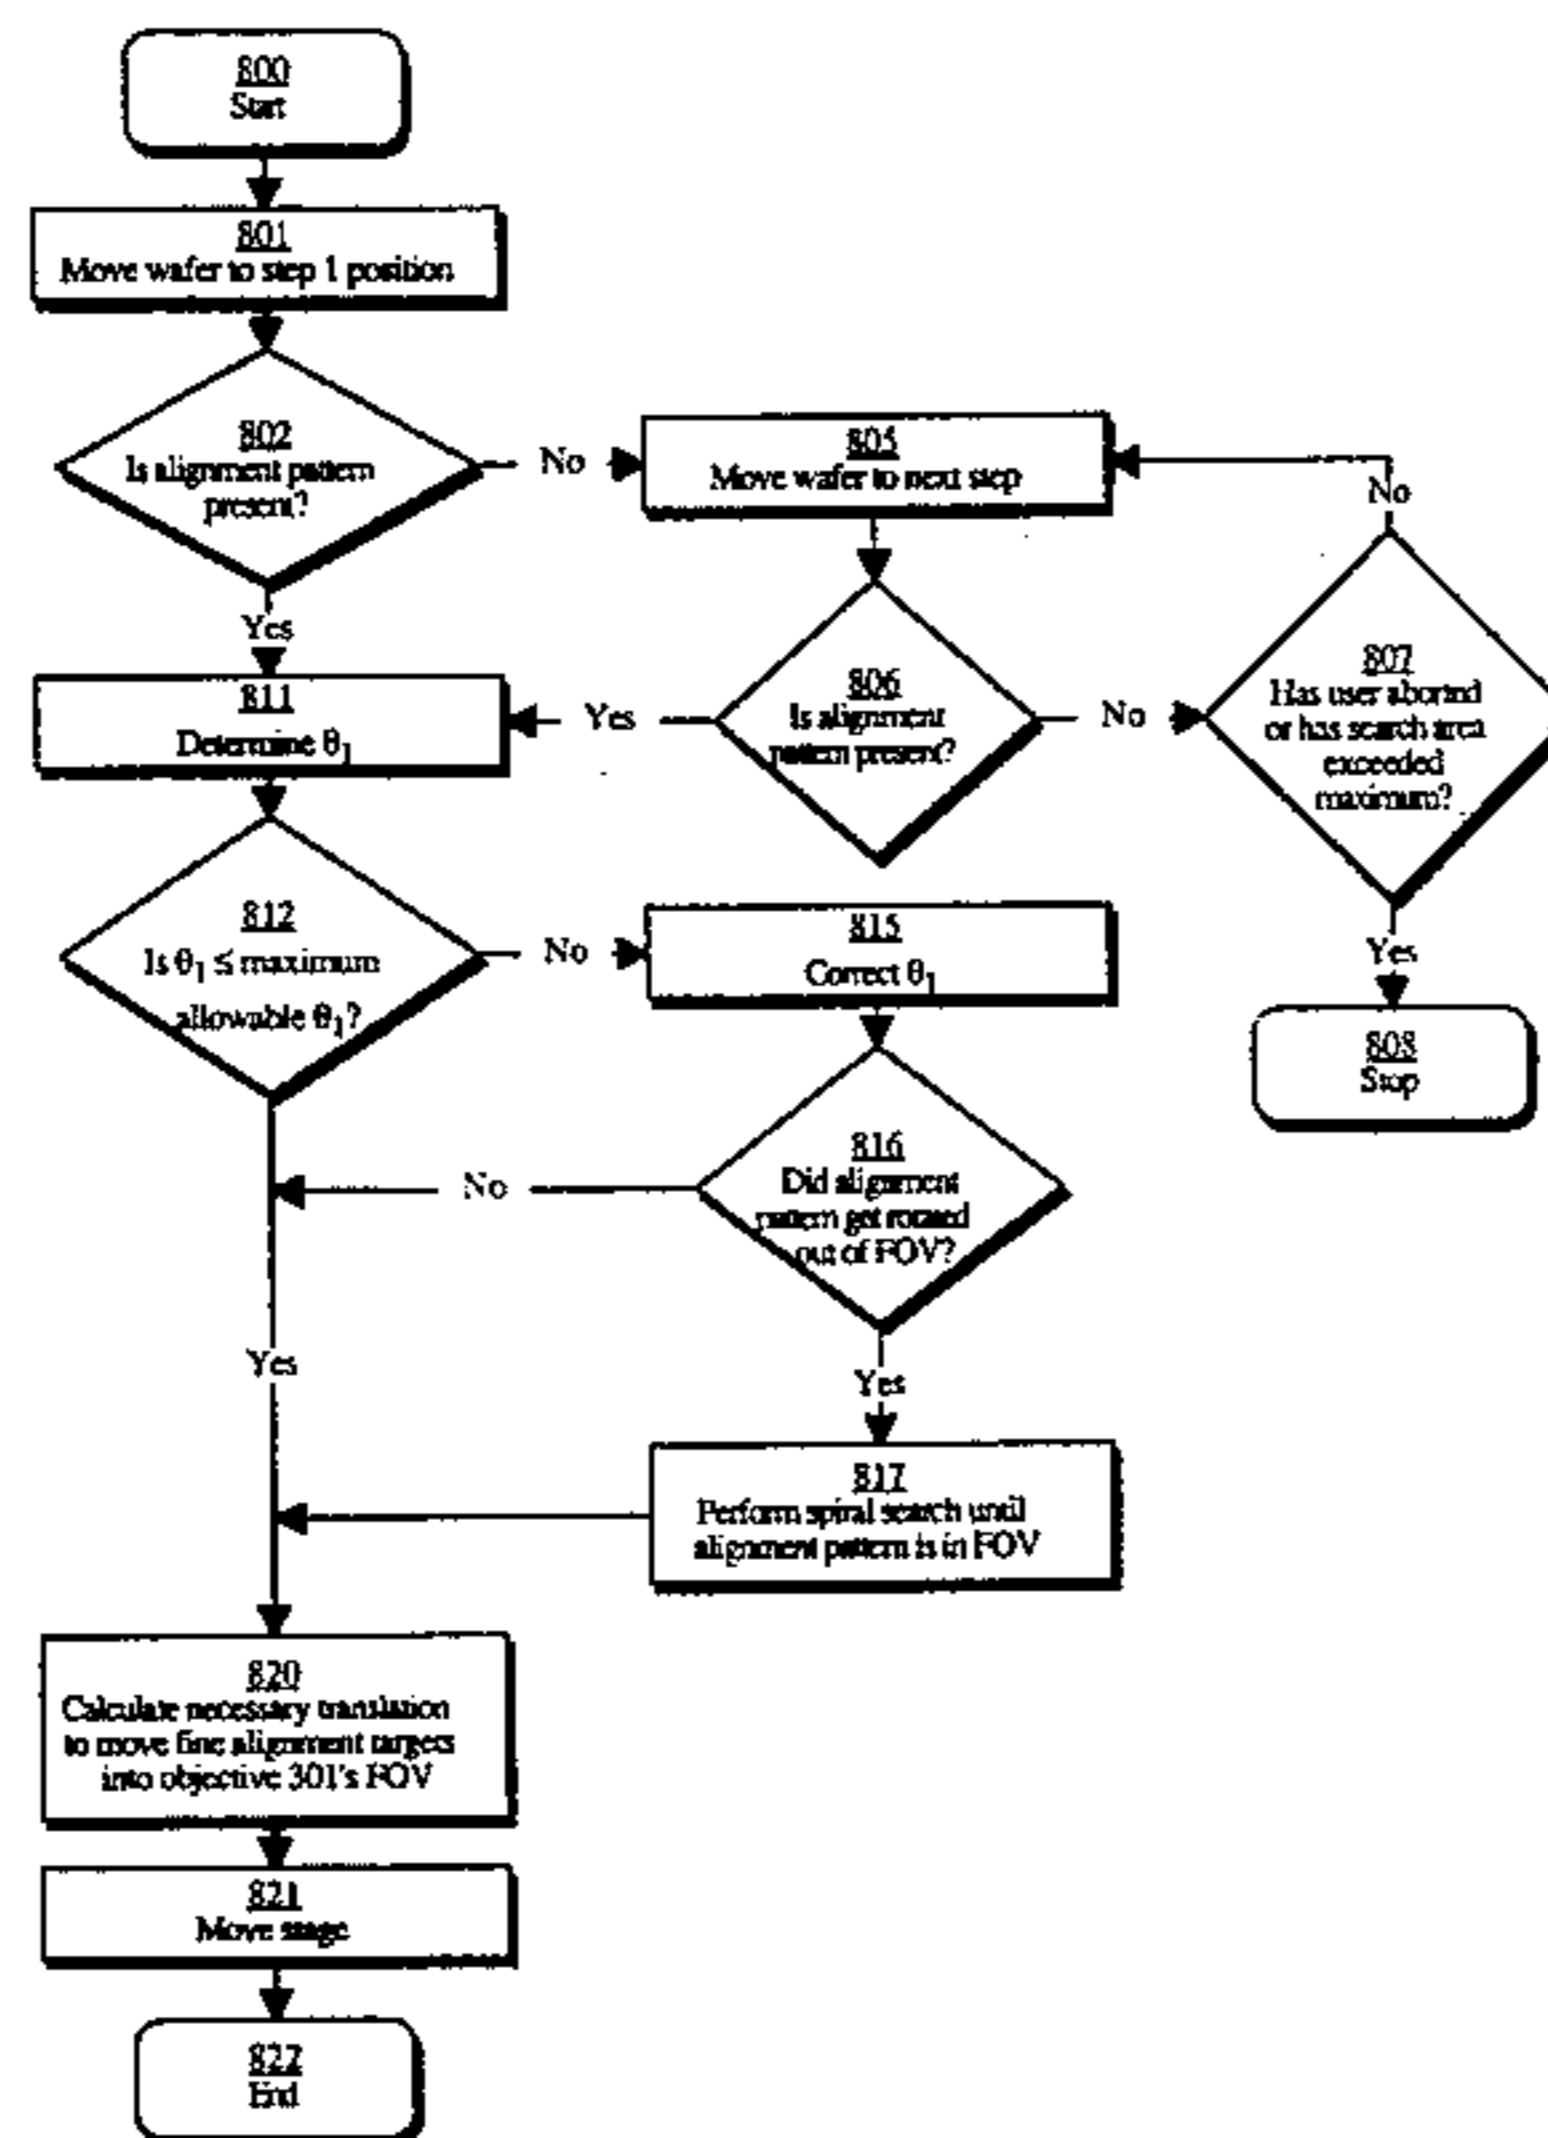 800
Start
801
Move wafer to step 1 position
802
Is alignment pattern
present?
No
805
Move wafer to next step
No
Yes
811
Determine θ1
Yes
806
Is alignment
pattern present?
No
807
Has user aborted
or has search area
exceeded
maximum?
812
Is θ1 ≤ maximum
allowable θ1?
No
815
Correct θ1
Yes
808
Stop
816
Did alignment
pattern get rotated
out of FOV?
No
Yes
Yes
817
Perform spiral search until
alignment pattern is in FOV
820
Calculate necessary translation
to move fine alignment targets
into objective 301's FOV
821
Move stage
822
End